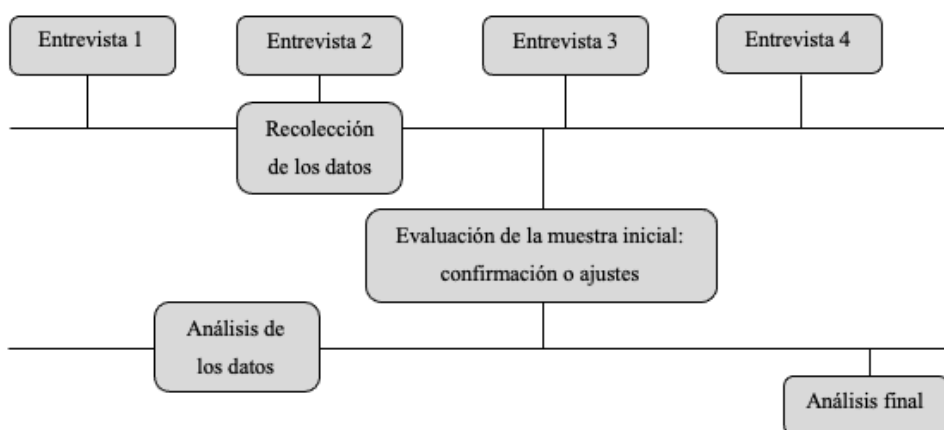 Entrevista 1
Entrevista 2
Entrevista 3
Entrevista 4
Recolección
de los datos
Evaluación de la muestra inicial:
confirmación o ajustes
Análisis de
los datos
Análisis final